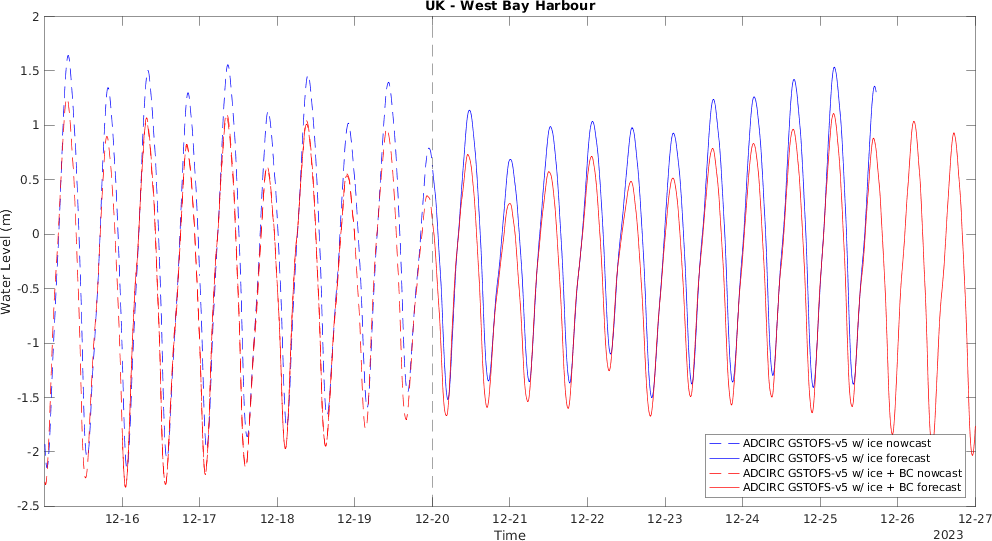 UK - West Bay Harbour
2
1.5
1
0.5
0
-0.5
-1
-1.5
-2
-2.5
Water Level (m)
ADCIRC GSTOFS-v5 w/ ice nowcast
ADCIRC GSTOFS-v5 w/ ice forecast
ADCIRC GSTOFS-v5 w/ ice + BC nowcast
ADCIRC GSTOFS-v5 w/ ice + BC forecast
12-16 12-17 12-18 12-19 12-20 12-21 12-22 12-23 12-24 12-25 12-26 12-27
Time
2023